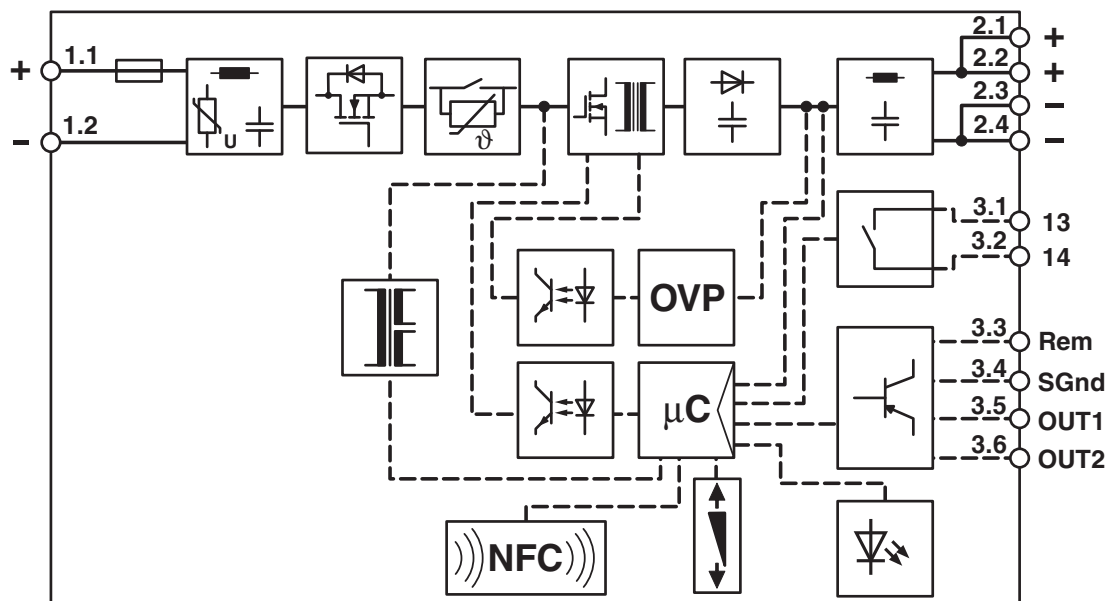 + 1.1
- 1.2
U
ϑ
2.1 +
2.2 +
2.3 −
2.4 −
3.1 13
3.2 14
OVP
3.3 Rem
3.4 SGnd
3.5 OUT1
3.6 OUT2
μC
NFC